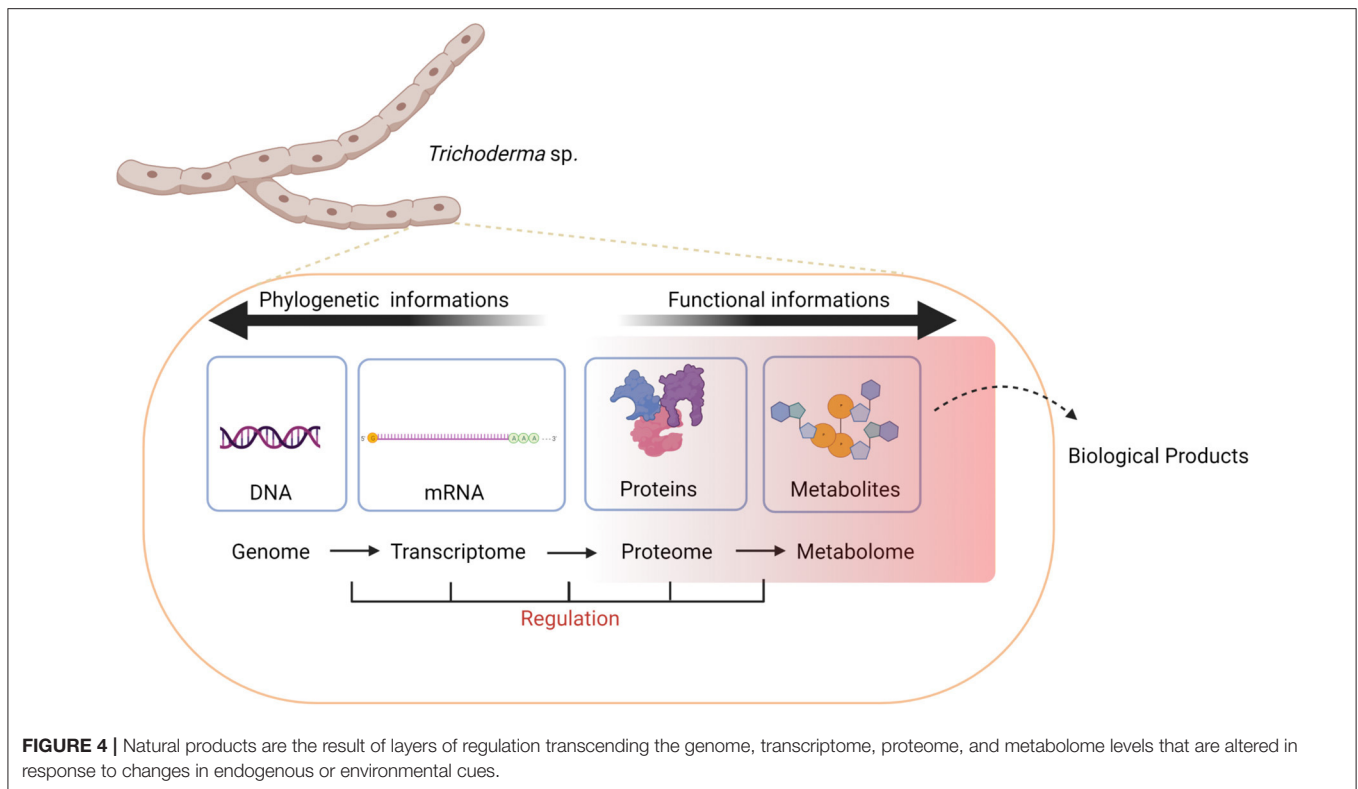 Trichoderma sp.
Phylogenetic informations
Functional informations
5' G A A A ...3'
DNA
mRNA
Proteins
Metabolites
Biological Products
Genome
Transcriptome
Proteome
Metabolome
Regulation
FIGURE 4 | Natural products are the result of layers of regulation transcending the genome, transcriptome, proteome, and metabolome levels that are altered in
response to changes in endogenous or environmental cues.